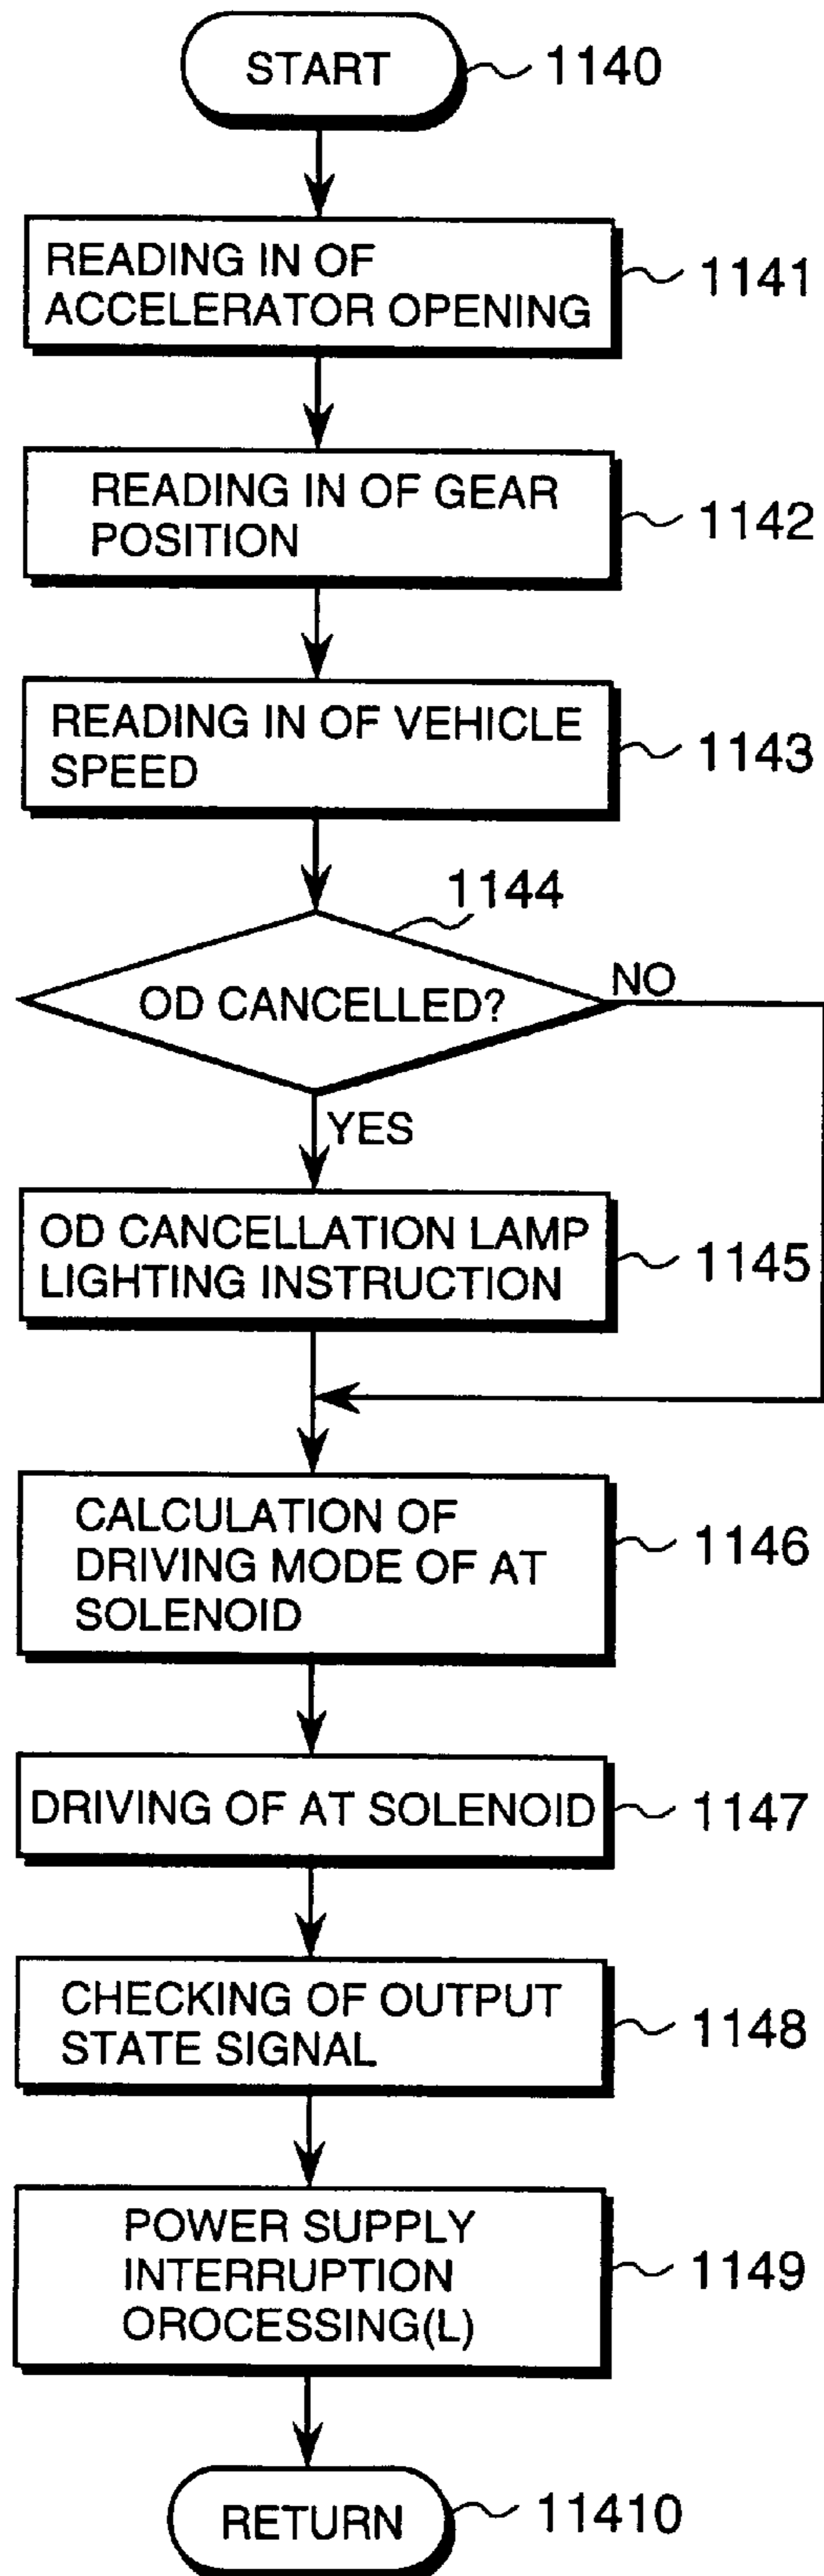 START
1140
READING IN OF
ACCELERATOR OPENING
1141
READING IN OF GEAR
POSITION
1142
READING IN OF VEHICLE
SPEED
1143
1144
OD CANCELLED?
NO
YES
OD CANCELLATION LAMP
LIGHTING INSTRUCTION
1145
CALCULATION OF
DRIVING MODE OF AT
SOLENOID
1146
DRIVING OF AT SOLENOID
1147
CHECKING OF OUTPUT
STATE SIGNAL
1148
POWER SUPPLY
INTERRUPTION
OROCESSING(L)
1149
RETURN
11410